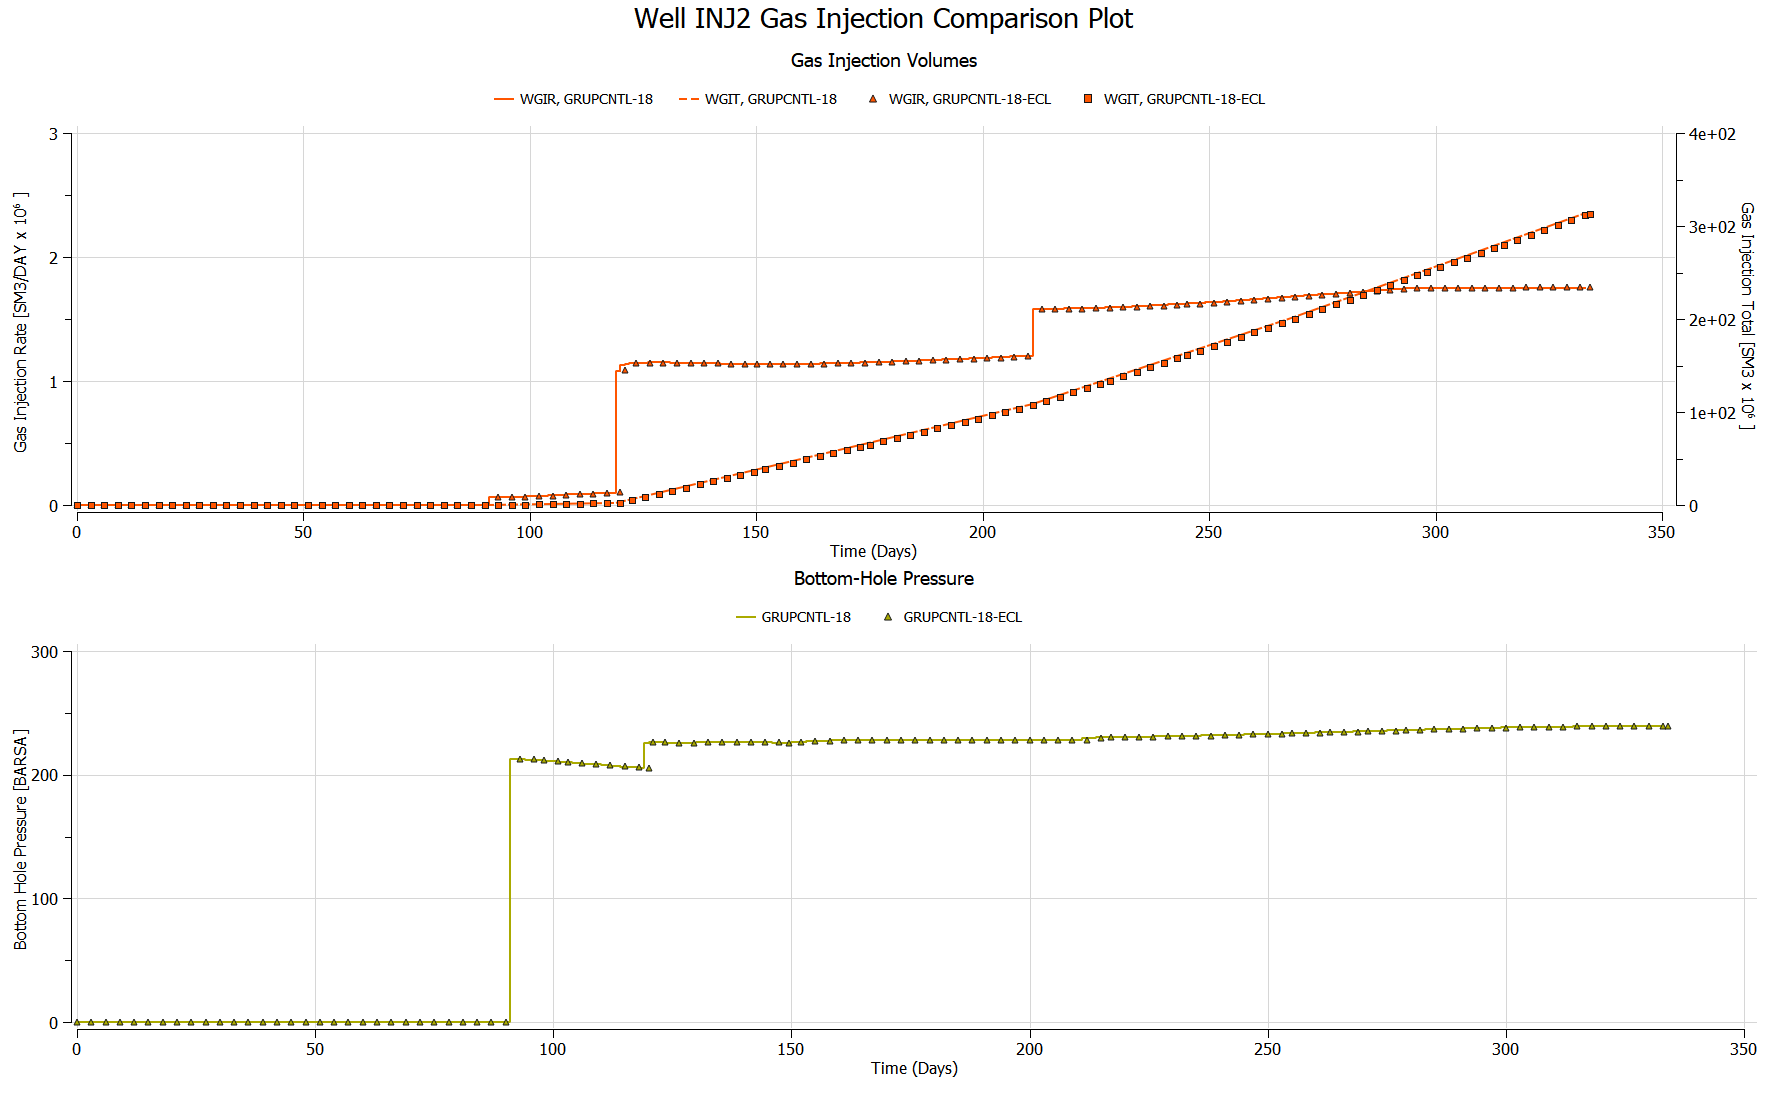 Well INJ2 Gas Injection Comparison Plot
Gas Injection Volumes
WGIR, GRUPCNTL-18 WGIT, GRUPCNTL-18 WGIR, GRUPCNTL-18-ECL WGIT, GRUPCNTL-18-ECL
Gas Injection Rate [SM3/DAY x 10⁶ ]
3
2
1
0
4e+02
3e+02
2e+02
1e+02
0
Gas Injection Total [SM3 x 10⁶ ]
0 50 100 150 200 250 300 350
Time (Days)
Bottom-Hole Pressure
GRUPCNTL-18 GRUPCNTL-18-ECL
Bottom Hole Pressure [BARSA]
300
200
100
0
0 50 100 150 200 250 300 350
Time (Days)